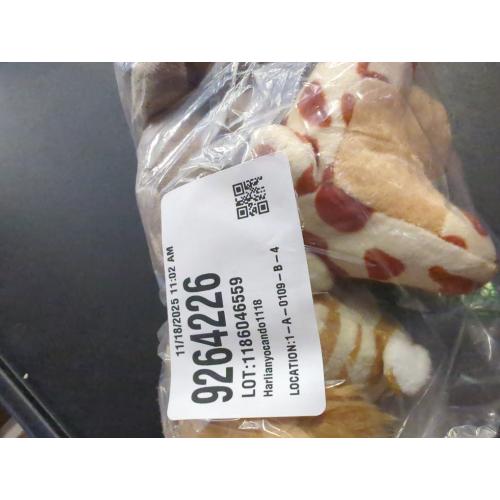 11/18/2025 11:02 AM
9264226
LOT:1186046559
Harlianyocando1118
LOCATION:1-A-0109-B-4